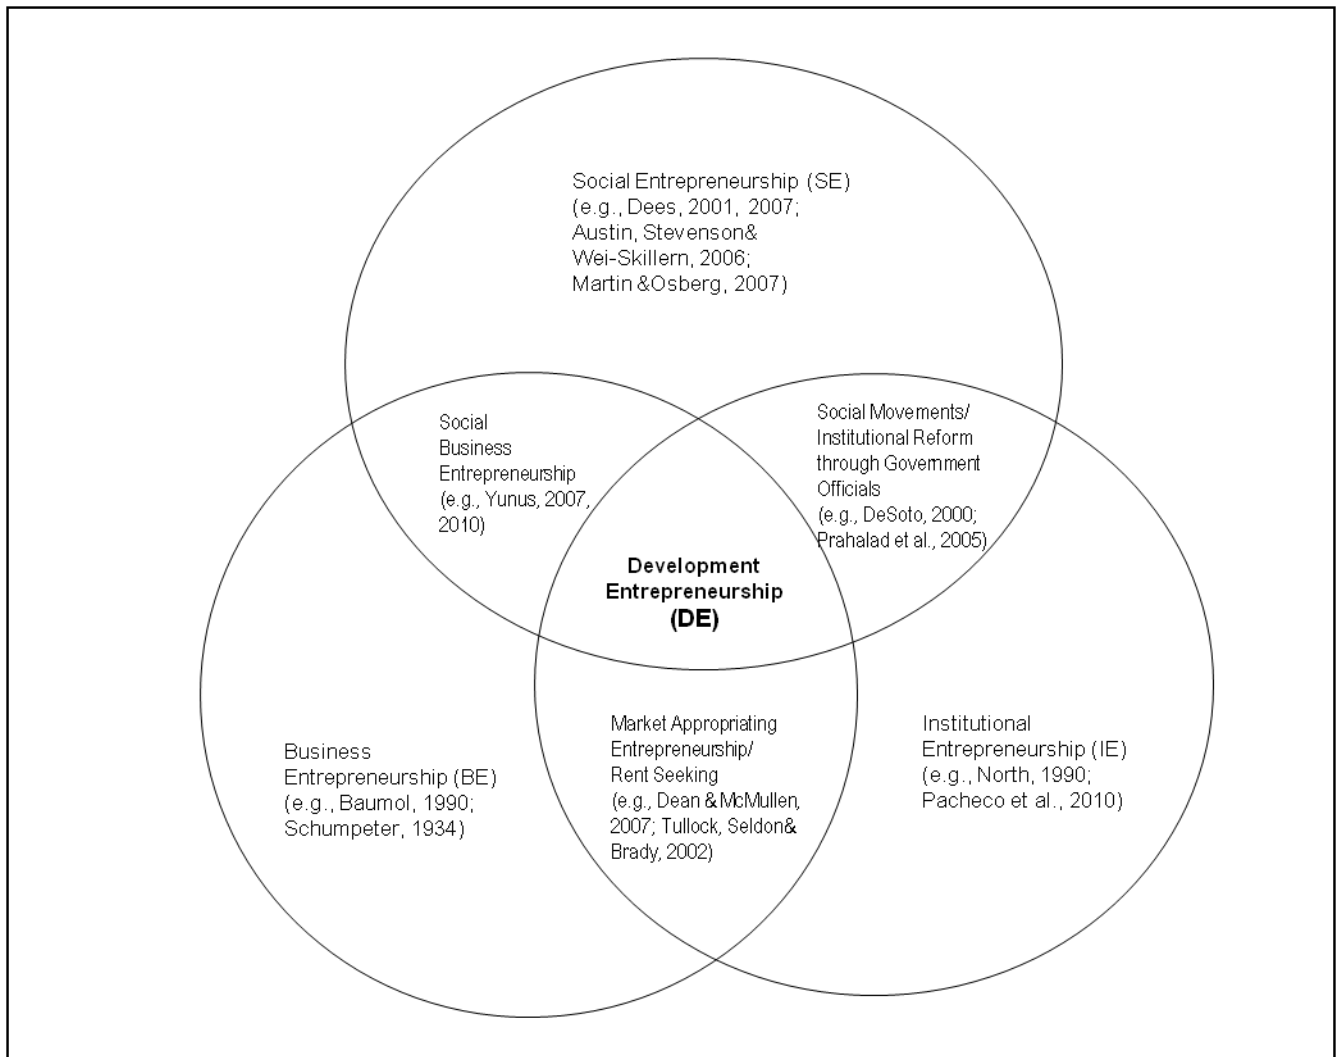 Social Entrepreneurship (SE)
(e.g., Dees, 2001, 2007;
Austin, Stevenson&
Wei-Skillern, 2006;
Martin &Osberg, 2007)
Social
Business
Entrepreneurship
(e.g., Yunus, 2007,
2010)
Social Movements/
Institutional Reform
through Government
Officials
(e.g., DeSoto, 2000;
Prahalad et al., 2005)
Development
Entrepreneurship
(DE)
Business
Entrepreneurship (BE)
(e.g., Baumol, 1990;
Schumpeter, 1934)
Market Appropriating
Entrepreneurship/
Rent Seeking
(e.g., Dean & McMullen,
2007; Tullock, Seldon&
Brady, 2002)
Institutional
Entrepreneurship (IE)
(e.g., North, 1990;
Pacheco et al., 2010)